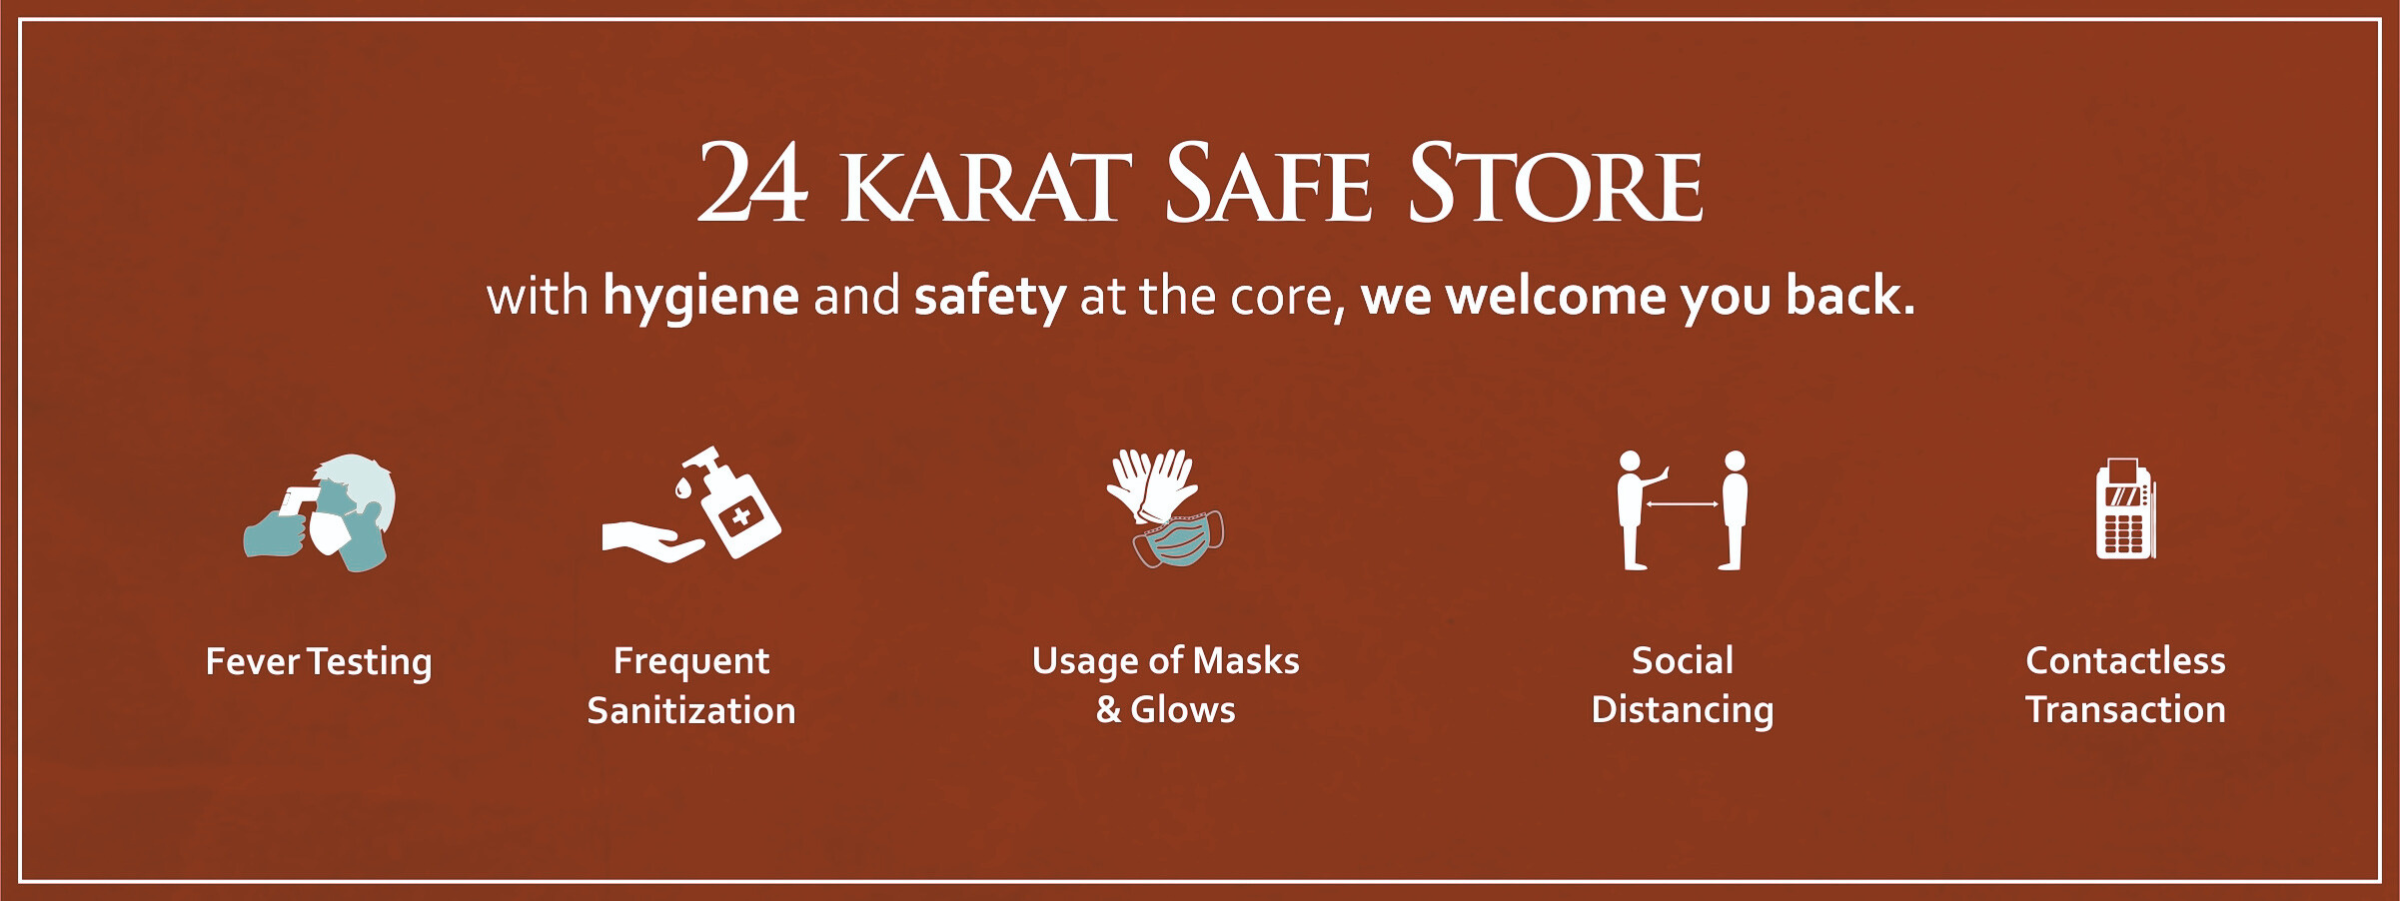 24 KARAT SAFE STORE
with hygiene and safety at the core, we welcome you back.
Fever Testing
Frequent
Sanitization
Usage of Masks
& Glows
Social
Distancing
Contactless
Transaction